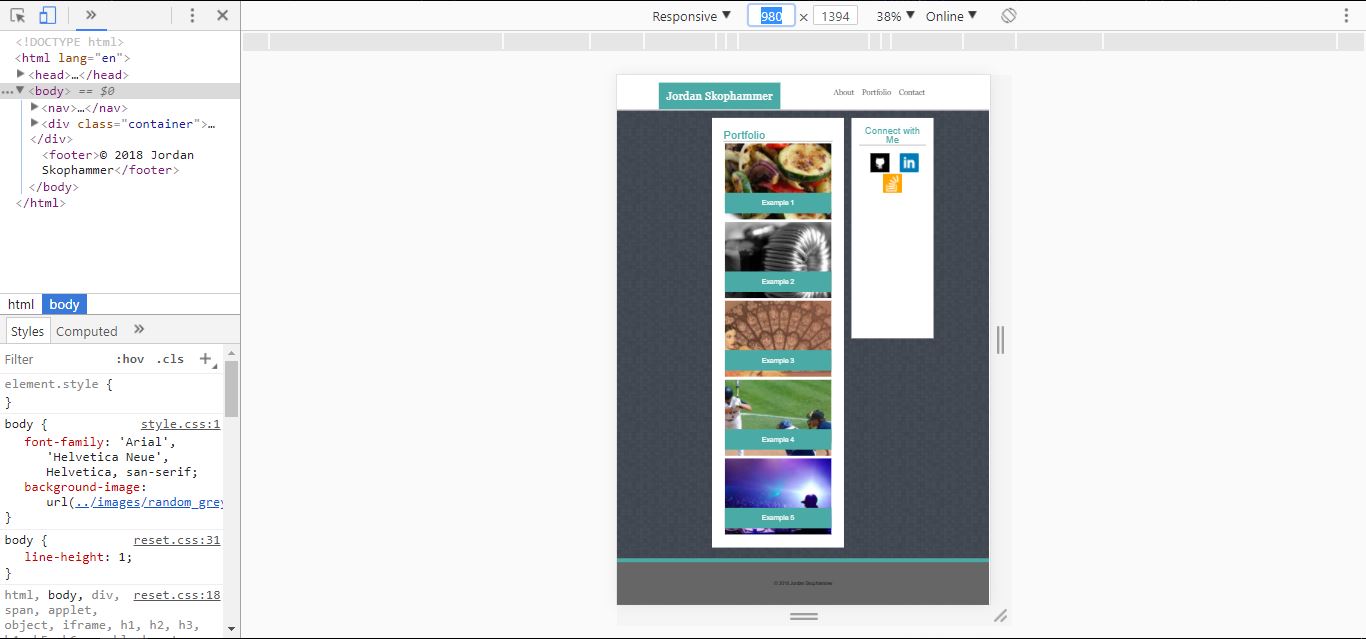 Responsive ▼ 980 × 1394 38% ▼ Online ▼
<!DOCTYPE html>
<html lang="en">
▶<head>…</head>
…▼<body> == $0
▶<nav>…</nav>
▶<div class="container">…
</div>
<footer>© 2018 Jordan
Skophammer</footer>
</body>
</html>
html body
Styles Computed »
Filter :hov .cls +
element.style {
}
body { style.css:1
font-family: 'Arial',
'Helvetica Neue',
Helvetica, san-serif;
background-image:
url(../images/random_grey
}
body { reset.css:31
line-height: 1;
}
html, body, div, reset.css:18
span, applet,
object, iframe, h1, h2, h3,
Jordan Skophammer
About Portfolio Contact
Portfolio
Example 1
Example 2
Example 3
Example 4
Example 5
Connect with
Me
in
© 2018 Jordan Skophammer